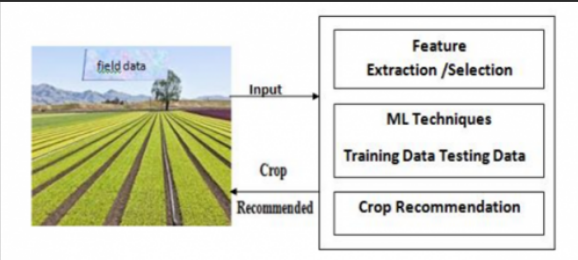 field data
Input
Crop
Recommended
Feature
Extraction /Selection
ML Techniques
Training Data Testing Data
Crop Recommendation